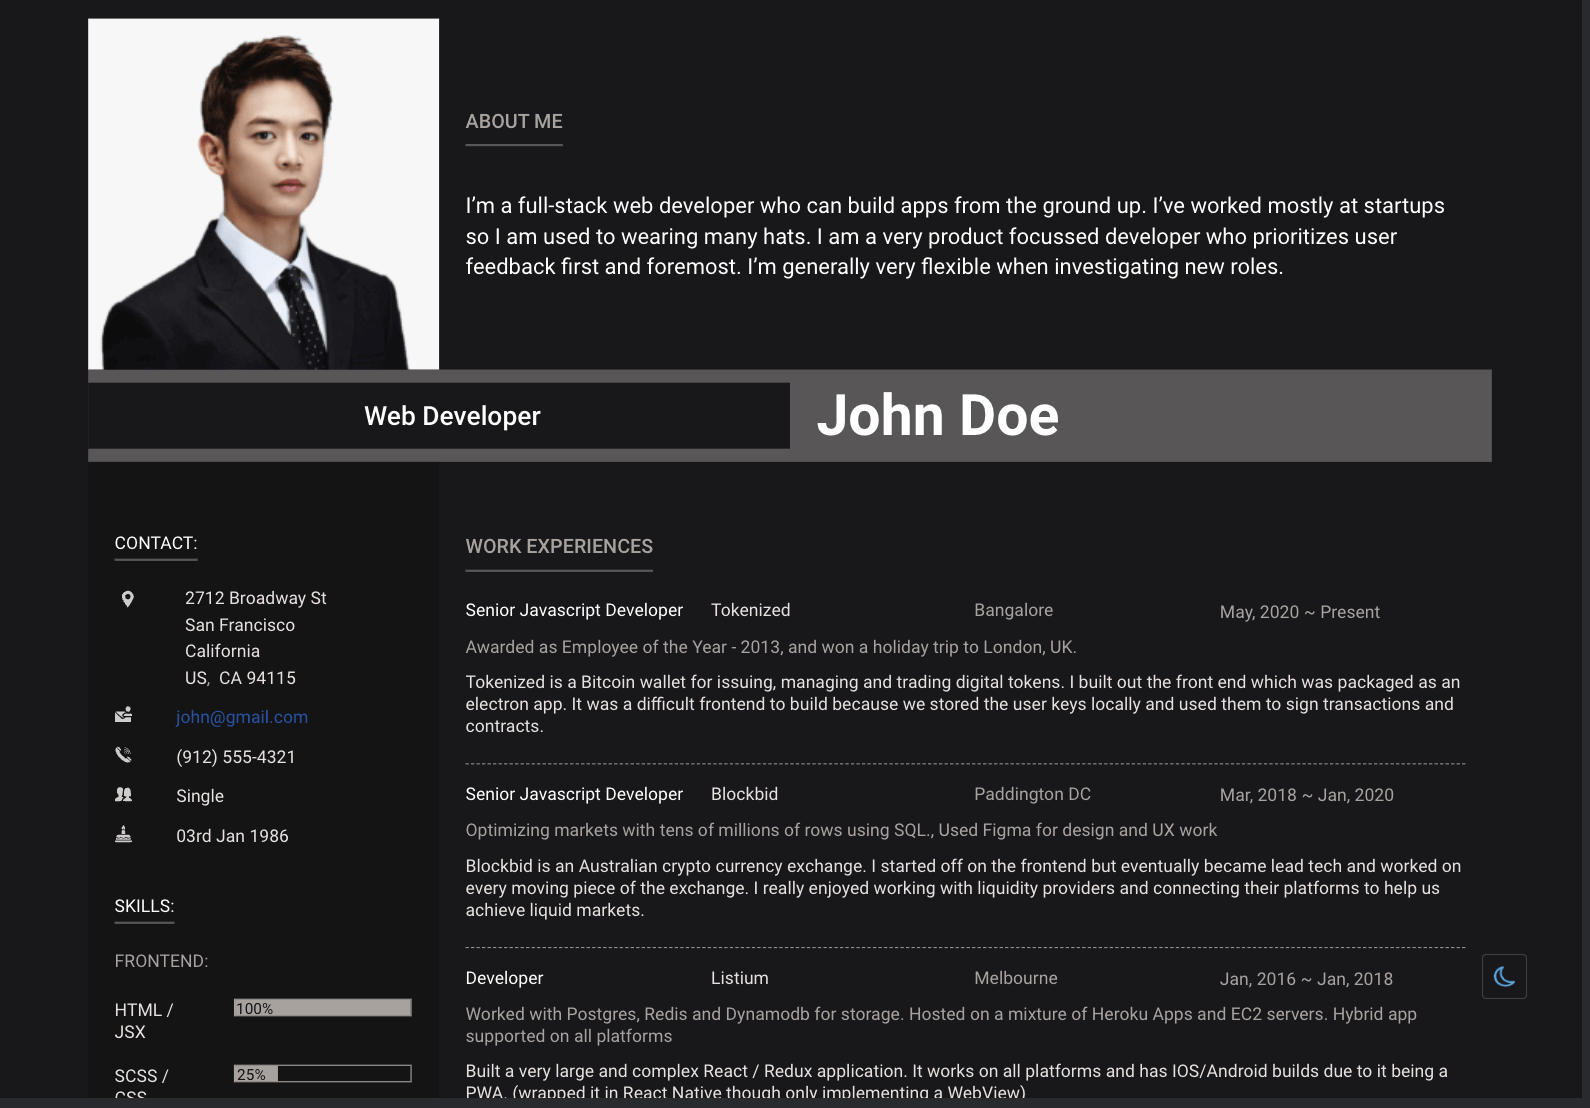 ABOUT ME
I’m a full-stack web developer who can build apps from the ground up. I’ve worked mostly at startups
so I am used to wearing many hats. I am a very product focussed developer who prioritizes user
feedback first and foremost. I’m generally very flexible when investigating new roles.
Web Developer
John Doe
CONTACT:
2712 Broadway St
San Francisco
California
US, CA 94115
john@gmail.com
(912) 555-4321
Single
03rd Jan 1986
SKILLS:
FRONTEND:
HTML / 100%
JSX
SCSS / 25%
CSS
WORK EXPERIENCES
Senior Javascript Developer Tokenized Bangalore May, 2020 ~ Present
Awarded as Employee of the Year - 2013, and won a holiday trip to London, UK.
Tokenized is a Bitcoin wallet for issuing, managing and trading digital tokens. I built out the front end which was packaged as an
electron app. It was a difficult frontend to build because we stored the user keys locally and used them to sign transactions and
contracts.
Senior Javascript Developer Blockbid Paddington DC Mar, 2018 ~ Jan, 2020
Optimizing markets with tens of millions of rows using SQL., Used Figma for design and UX work
Blockbid is an Australian crypto currency exchange. I started off on the frontend but eventually became lead tech and worked on
every moving piece of the exchange. I really enjoyed working with liquidity providers and connecting their platforms to help us
achieve liquid markets.
Developer Listium Melbourne Jan, 2016 ~ Jan, 2018
Worked with Postgres, Redis and Dynamodb for storage. Hosted on a mixture of Heroku Apps and EC2 servers. Hybrid app
supported on all platforms
Built a very large and complex React / Redux application. It works on all platforms and has IOS/Android builds due to it being a
PWA. (wrapped it in React Native though only implementing a WebView)